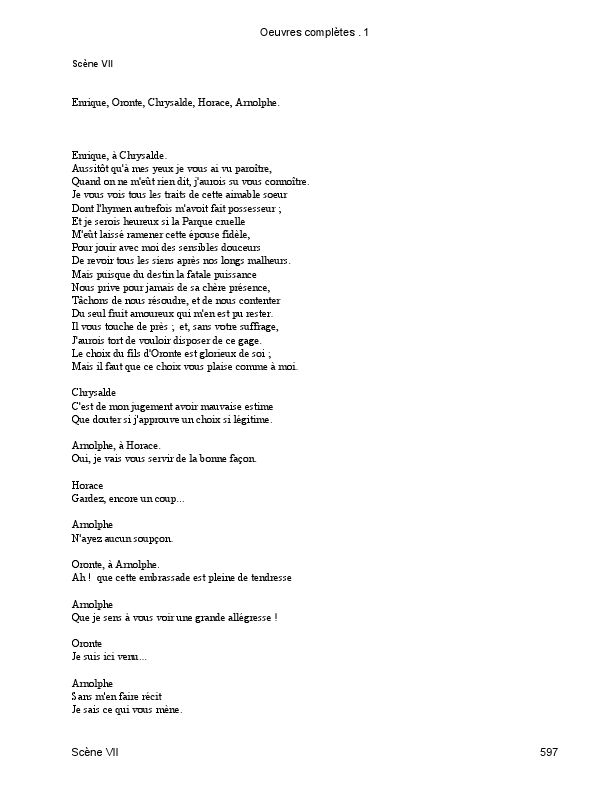 Oeuvres complètes . 1
Scène VII
Enrique, Oronte, Chrysalde, Horace, Arnolphe.
Enrique, à Chrysalde.
Aussitôt qu'à mes yeux je vous ai vu paroître,
Quand on ne m'eût rien dit, j'aurois su vous connoître.
Je vous vois tous les traits de cette aimable soeur
Dont l'hymen autrefois m'avoit fait possesseur ;
Et je serois heureux si la Parque cruelle
M'eût laissé ramener cette épouse fidèle,
Pour jouir avec moi des sensibles douceurs
De revoir tous les siens après nos longs malheurs.
Mais puisque du destin la fatale puissance
Nous prive pour jamais de sa chère présence,
Tâchons de nous résoudre, et de nous contenter
Du seul fruit amoureux qui m'en est pu rester.
Il vous touche de près ; et, sans votre suffrage,
J'aurois tort de vouloir disposer de ce gage.
Le choix du fils d'Oronte est glorieux de soi ;
Mais il faut que ce choix vous plaise comme à moi.
Chrysalde
C'est de mon jugement avoir mauvaise estime
Que douter si j'approuve un choix si légitime.
Arnolphe, à Horace.
Oui, je vais vous servir de la bonne façon.
Horace
Gardez, encore un coup...
Arnolphe
N'ayez aucun soupçon.
Oronte, à Arnolphe.
Ah ! que cette embrassade est pleine de tendresse
Arnolphe
Que je sens à vous voir une grande allégresse !
Oronte
Je suis ici venu...
Arnolphe
Sans m'en faire récit
Je sais ce qui vous mène.
Scène VII
597